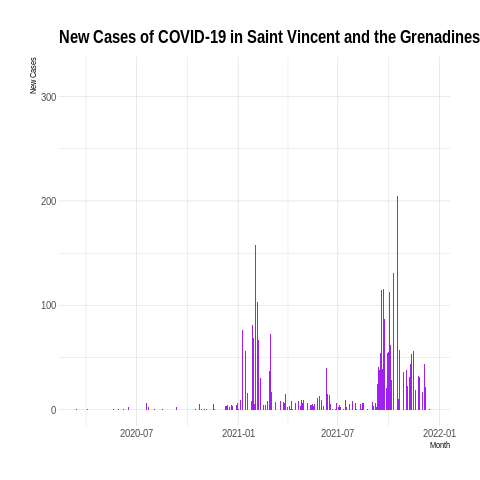 New Cases of COVID-19 in Saint Vincent and the Grenadines
New Cases
300
200
100
0
2020-07
2021-01
2021-07
2022-01
Month